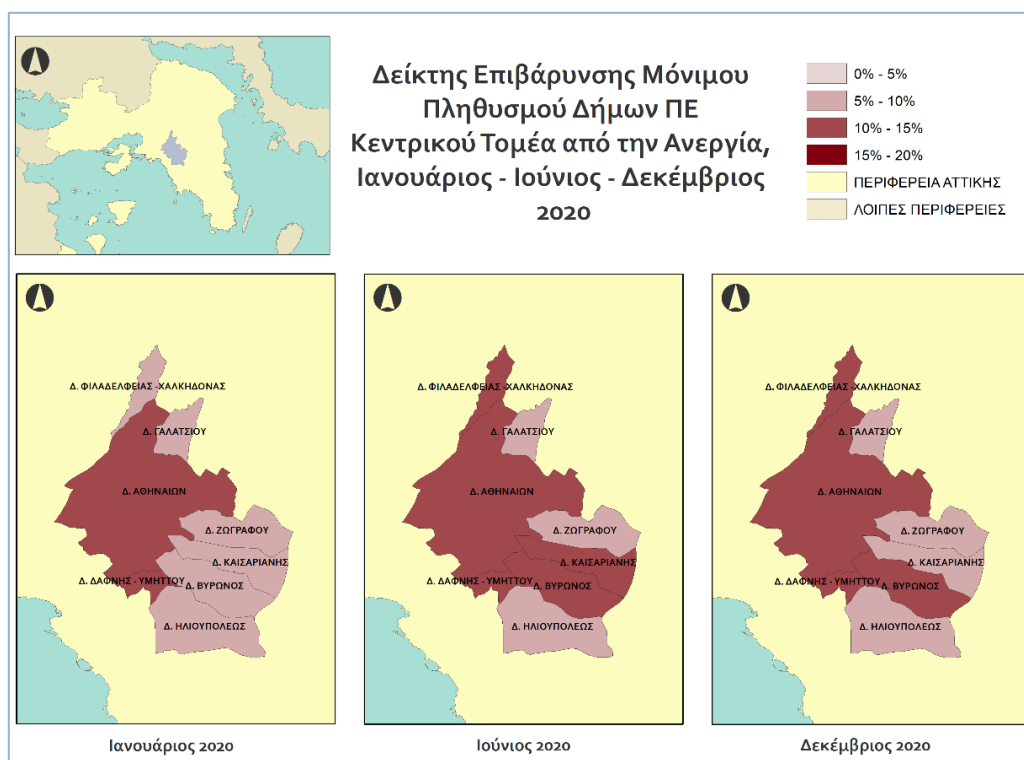 Δείκτης Επιβάρυνσης Μόνιμου
Πληθυσμού Δήμων ΠΕ
Κεντρικού Τομέα από την Ανεργία,
Ιανουάριος - Ιούνιος - Δεκέμβριος
2020
0% - 5%
5% - 10%
10% - 15%
15% - 20%
ΠΕΡΙΦΕΡΕΙΑ ΑΤΤΙΚΗΣ
ΛΟΙΠΕΣ ΠΕΡΙΦΕΡΕΙΕΣ
Δ. ΦΙΛΑΔΕΛΦΕΙΑΣ -ΧΑΛΚΗΔΟΝΑΣ
Δ. ΓΑΛΑΤΣΙΟΥ
Δ. ΑΘΗΝΑΙΩΝ
Δ. ΖΩΓΡΑΦΟΥ
Δ. ΚΑΙΣΑΡΙΑΝΗΣ
Δ. ΔΑΦΝΗΣ - ΥΜΗΤΤΟΥ
Δ. ΒΥΡΩΝΟΣ
Δ. ΗΛΙΟΥΠΟΛΕΩΣ
Ιανουάριος 2020
Δ. ΦΙΛΑΔΕΛΦΕΙΑΣ -ΧΑΛΚΗΔΟΝΑΣ
Δ. ΓΑΛΑΤΣΙΟΥ
Δ. ΑΘΗΝΑΙΩΝ
Δ. ΖΩΓΡΑΦΟΥ
Δ. ΚΑΙΣΑΡΙΑΝΗΣ
Δ. ΔΑΦΝΗΣ - ΥΜΗΤΤΟΥ
Δ. ΒΥΡΩΝΟΣ
Δ. ΗΛΙΟΥΠΟΛΕΩΣ
Ιούνιος 2020
Δ. ΦΙΛΑΔΕΛΦΕΙΑΣ -ΧΑΛΚΗΔΟΝΑΣ
Δ. ΓΑΛΑΤΣΙΟΥ
Δ. ΑΘΗΝΑΙΩΝ
Δ. ΖΩΓΡΑΦΟΥ
Δ. ΚΑΙΣΑΡΙΑΝΗΣ
Δ. ΔΑΦΝΗΣ - ΥΜΗΤΤΟΥ
Δ. ΒΥΡΩΝΟΣ
Δ. ΗΛΙΟΥΠΟΛΕΩΣ
Δεκέμβριος 2020